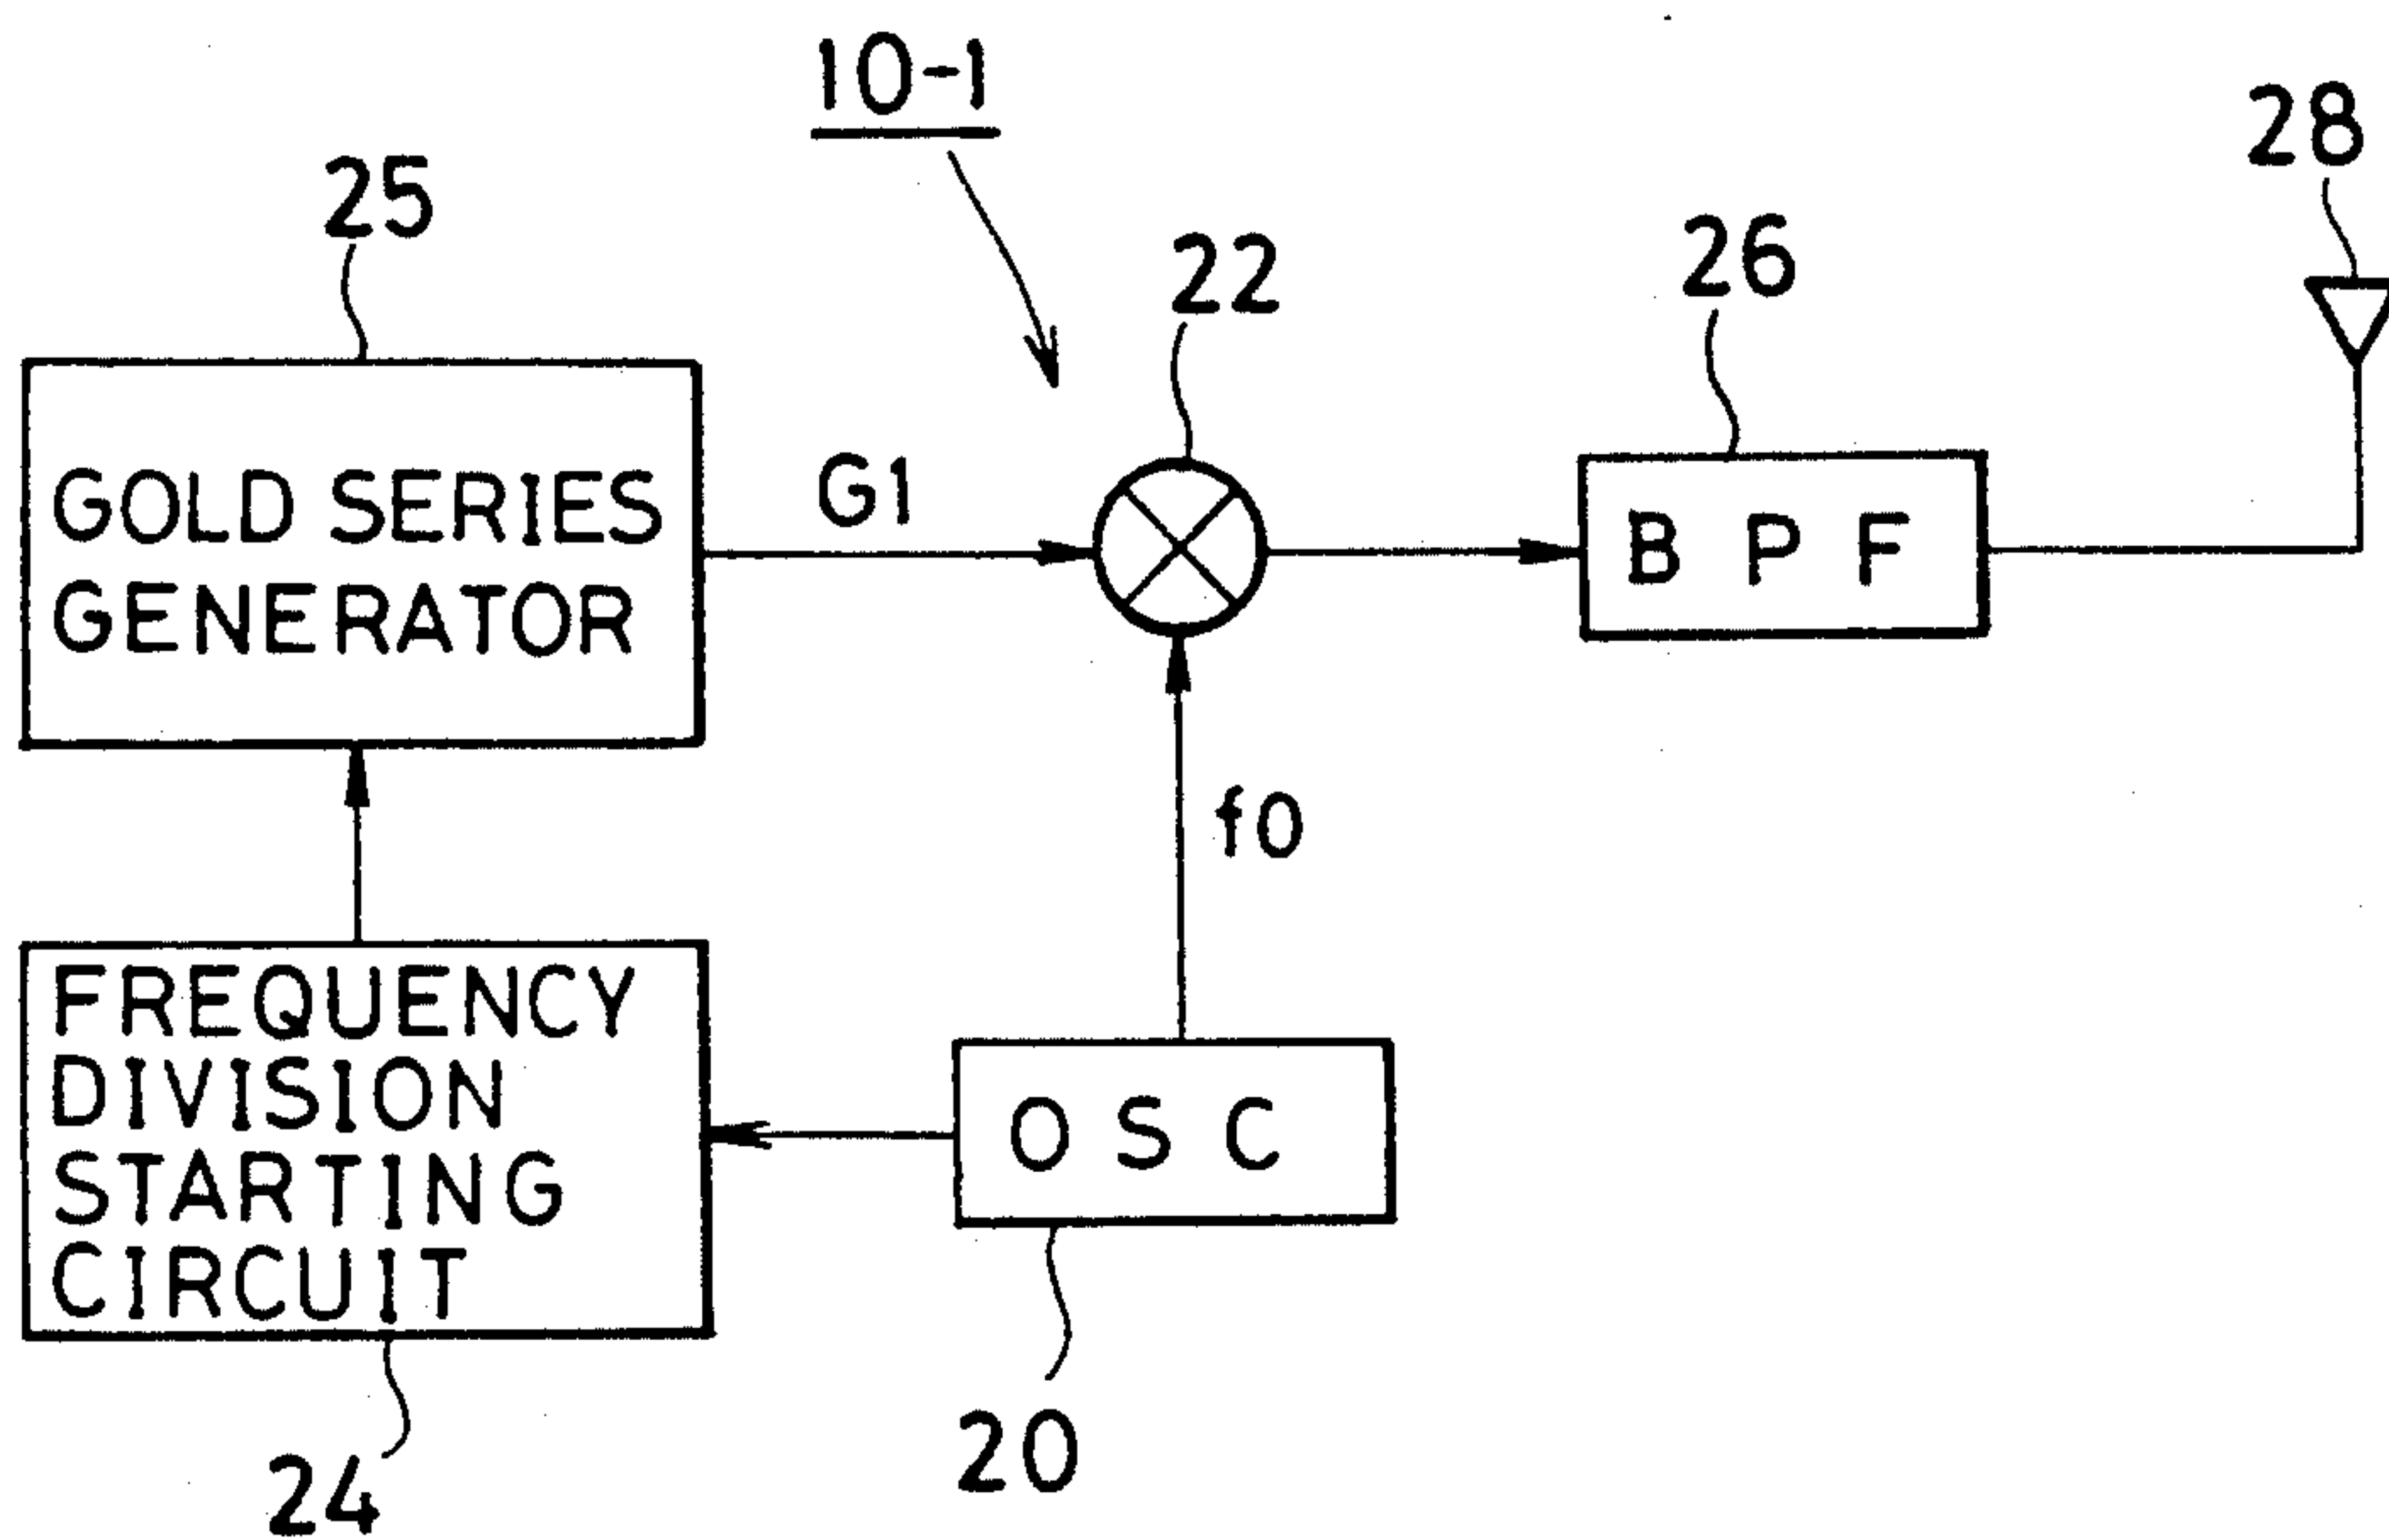 10-1
28
25
22
26
GOLD SERIES
GENERATOR
G1
B P F
f0
FREQUENCY
DIVISION
STARTING
CIRCUIT
O S C
20
24